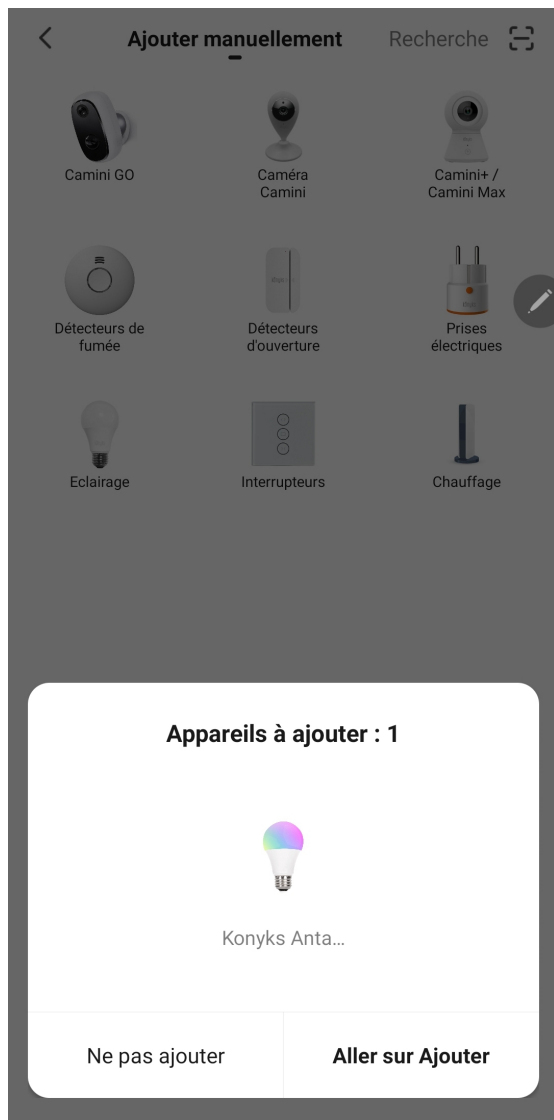 Ajouter manuellement Recherche
Camini GO
Caméra
Camini
Camini+ /
Camini Max
Détecteurs de
fumée
Détecteurs
d'ouverture
Prises
électriques
Eclairage
Interrupteurs
Chauffage
Appareils à ajouter : 1
Konyks Anta...
Ne pas ajouter
Aller sur Ajouter